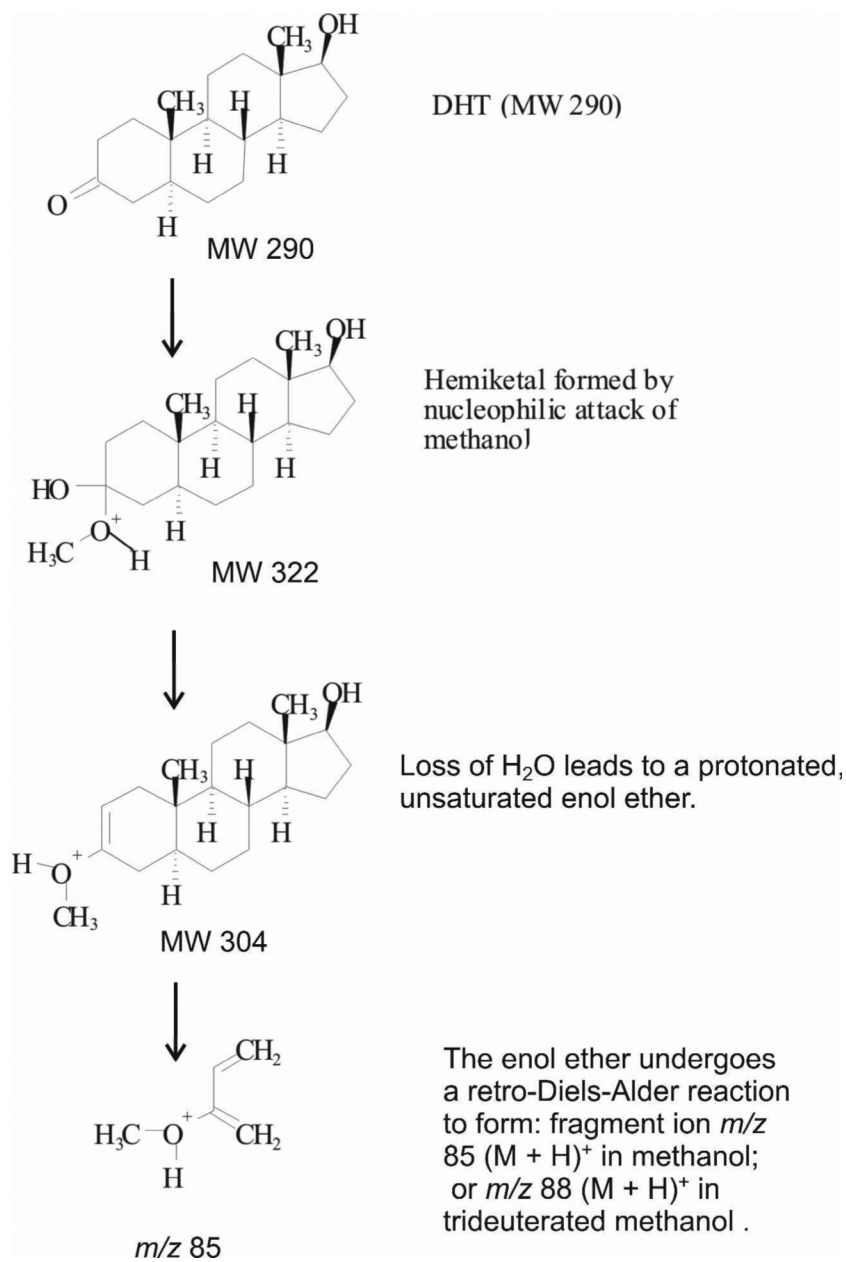 OH
CH3
CH3 H
DHT (MW 290)
H H
O
H
MW 290
OH
CH3
Hemiketal formed by
nucleophilic attack of
methanol
CH3 H
H H
HO
O+
H
H3C H
MW 322
OH
CH3
Loss of H2O leads to a protonated,
unsaturated enol ether.
CH3 H
H H
H O+
H
CH3
MW 304
CH2
The enol ether undergoes
a retro-Diels-Alder reaction
to form: fragment ion m/z
85 (M + H)+ in methanol;
or m/z 88 (M + H)+ in
trideuterated methanol .
H3C O+ CH2
H
m/z 85